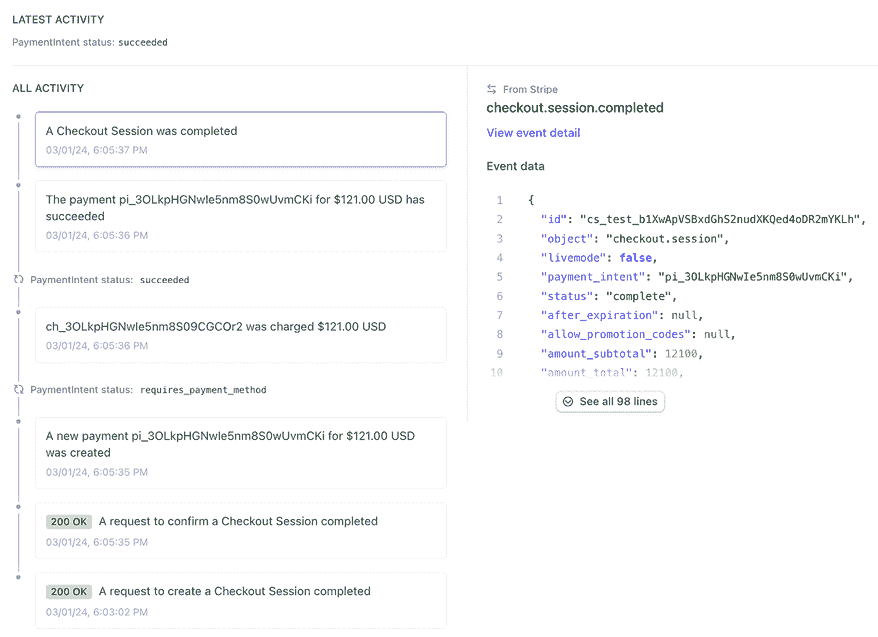 LATEST ACTIVITY
PaymentIntent status: succeeded
ALL ACTIVITY
A Checkout Session was completed
03/01/24, 6:05:37 PM
The payment pi_3OLkpHGNwIe5nm8S0wUvmCKi for $121.00 USD has
succeeded
03/01/24, 6:05:36 PM
PaymentIntent status: succeeded
ch_3OLkpHGNwIe5nm8S09CGCOr2 was charged $121.00 USD
03/01/24, 6:05:36 PM
PaymentIntent status: requires_payment_method
A new payment pi_3OLkpHGNwIe5nm8S0wUvmCKi for $121.00 USD
was created
03/01/24, 6:05:35 PM
200 OK A request to confirm a Checkout Session completed
03/01/24, 6:05:35 PM
200 OK A request to create a Checkout Session completed
03/01/24, 6:03:02 PM
From Stripe
checkout.session.completed
View event detail
Event data
1 {
2 "id": "cs_test_b1XwApVSBxdGhS2nudXKQed4oDR2mYKLh",
3 "object": "checkout.session",
4 "livemode": false,
5 "payment_intent": "pi_3OLkpHGNwIe5nm8S0wUvmCKi",
6 "status": "complete",
7 "after_expiration": null,
8 "allow_promotion_codes": null,
9 "amount_subtotal": 12100,
10 "amount_total": 12100,
See all 98 lines